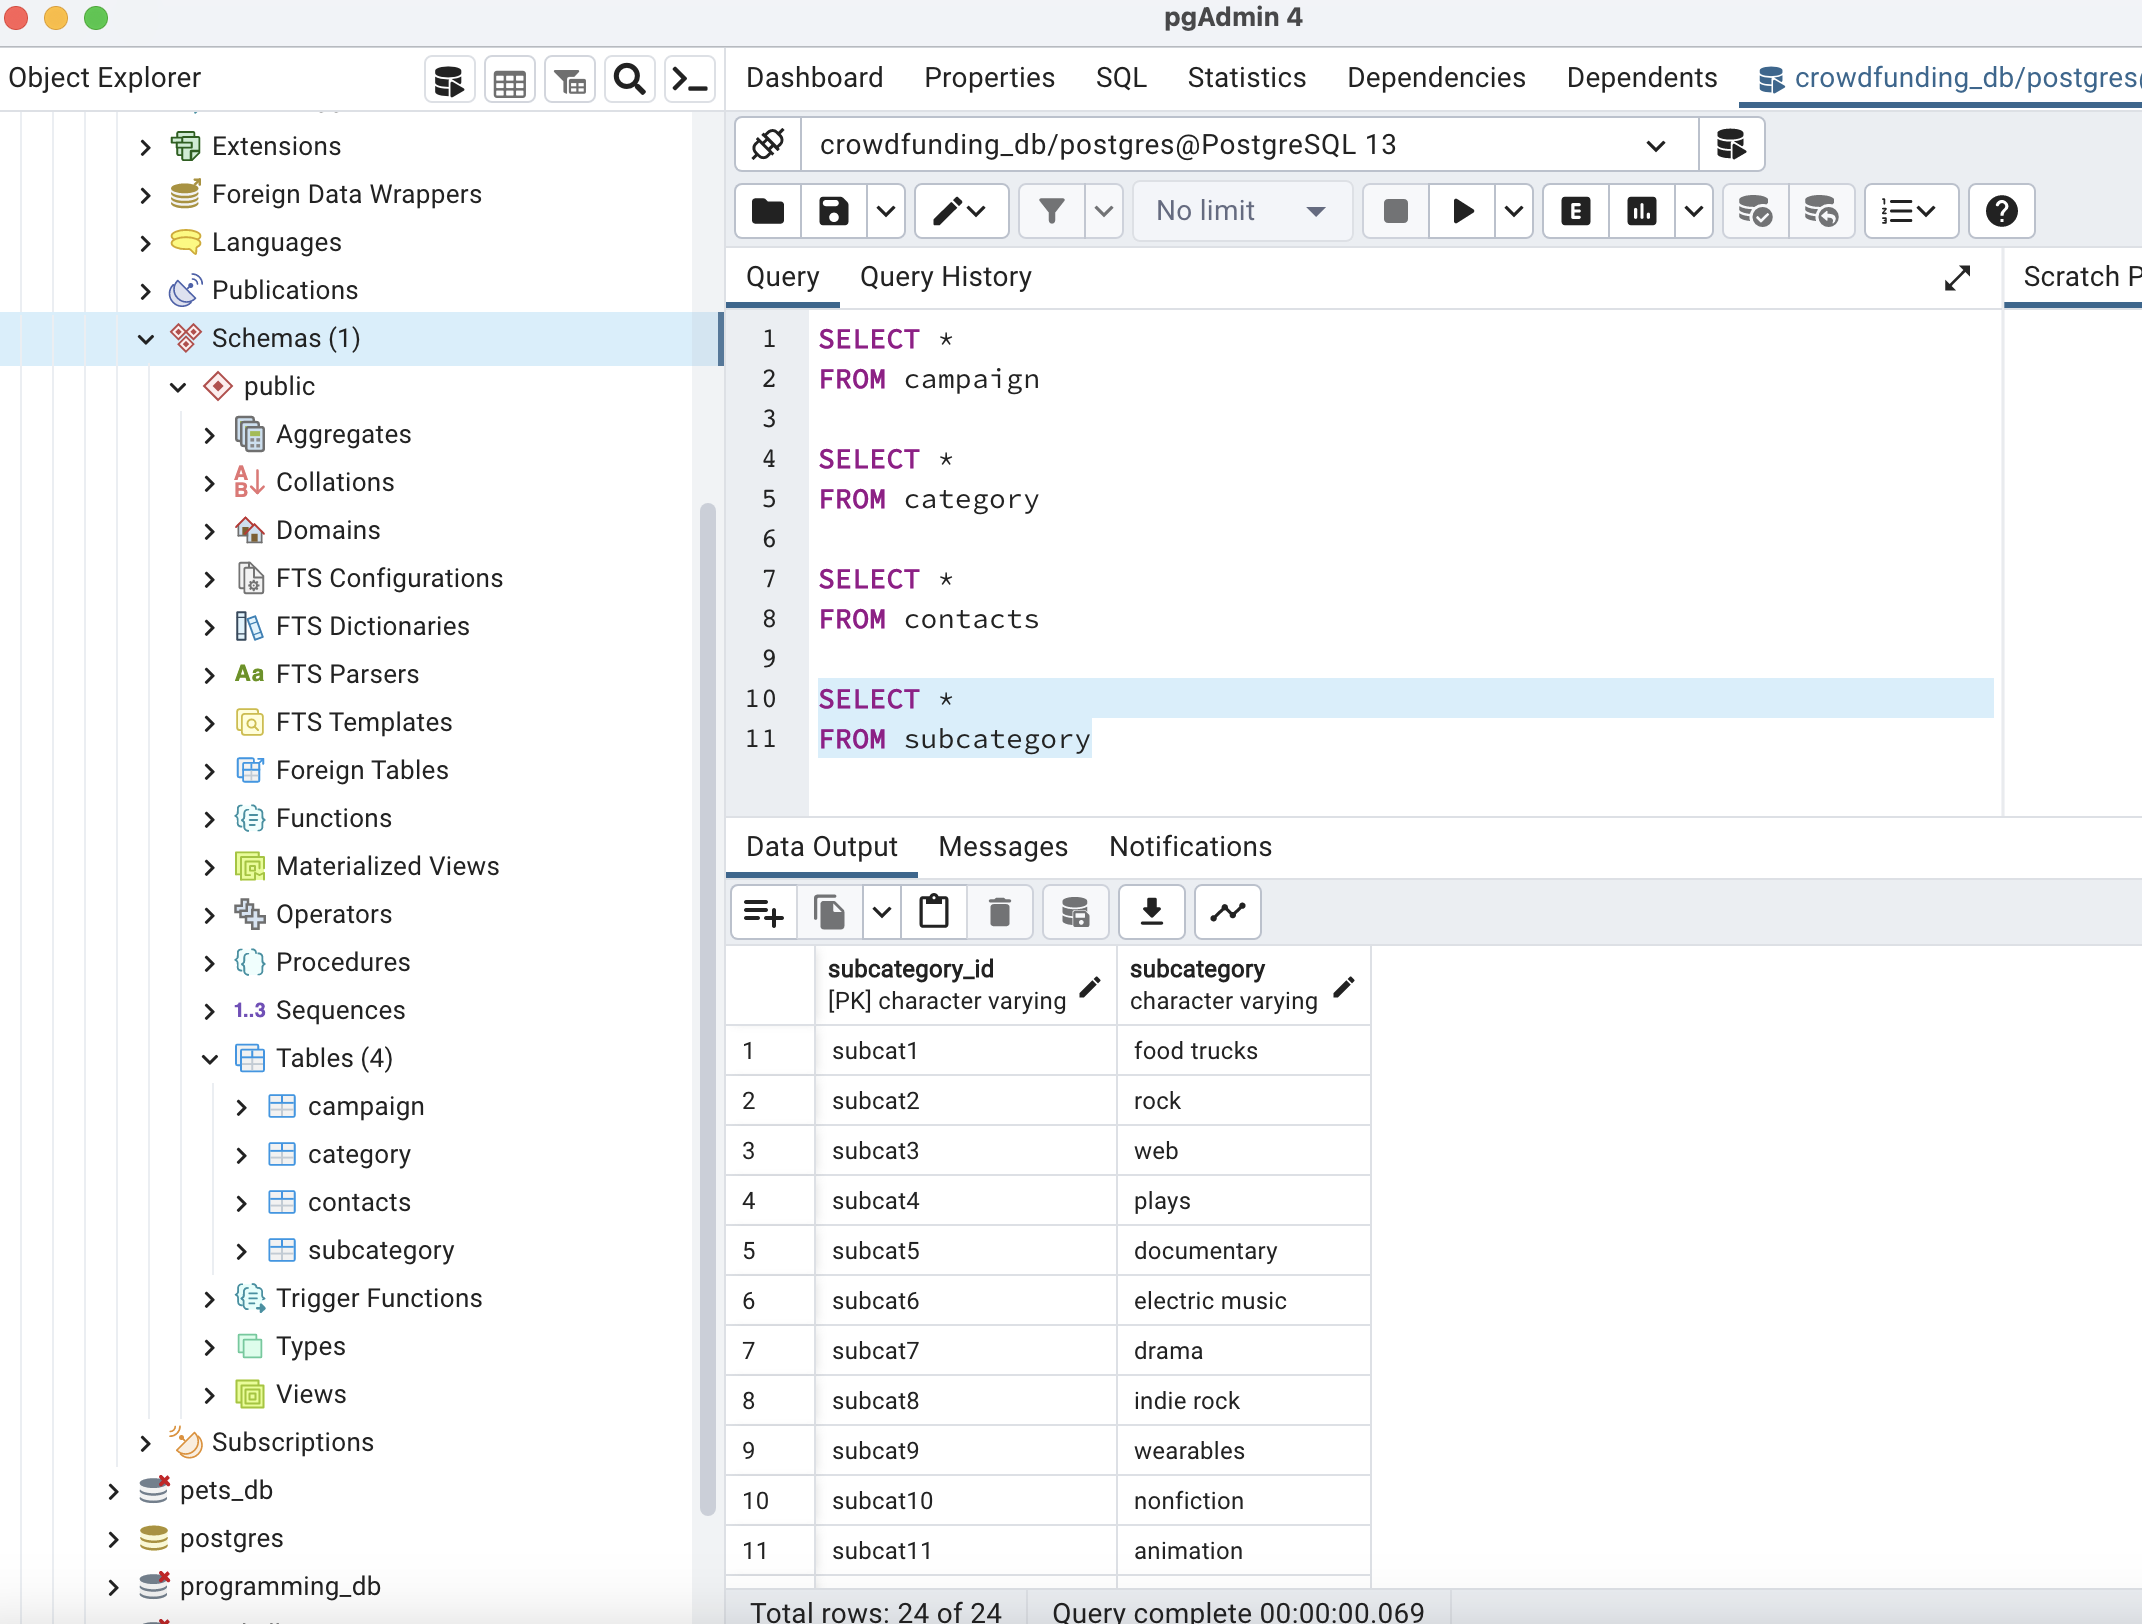 pgAdmin 4
Object Explorer
Dashboard Properties SQL Statistics Dependencies Dependents crowdfunding_db/postgres
Extensions
Foreign Data Wrappers
Languages
Publications
Schemas (1)
public
Aggregates
A
B
Collations
Domains
FTS Configurations
FTS Dictionaries
Aa FTS Parsers
FTS Templates
Foreign Tables
Functions
Materialized Views
Operators
Procedures
1..3 Sequences
Tables (4)
campaign
category
contacts
subcategory
Trigger Functions
Types
Views
Subscriptions
pets_db
postgres
programming_db
crowdfunding_db/postgres@PostgreSQL 13
No limit
E
Query Query History
Scratch P
1 SELECT *
2 FROM campaign
3
4 SELECT *
5 FROM category
6
7 SELECT *
8 FROM contacts
9
10 SELECT *
11 FROM subcategory
Data Output Messages Notifications
subcategory_id subcategory
[PK] character varying character varying
1 subcat1 food trucks
2 subcat2 rock
3 subcat3 web
4 subcat4 plays
5 subcat5 documentary
6 subcat6 electric music
7 subcat7 drama
8 subcat8 indie rock
9 subcat9 wearables
10 subcat10 nonfiction
11 subcat11 animation
Total rows: 24 of 24 Query complete 00:00:00.069